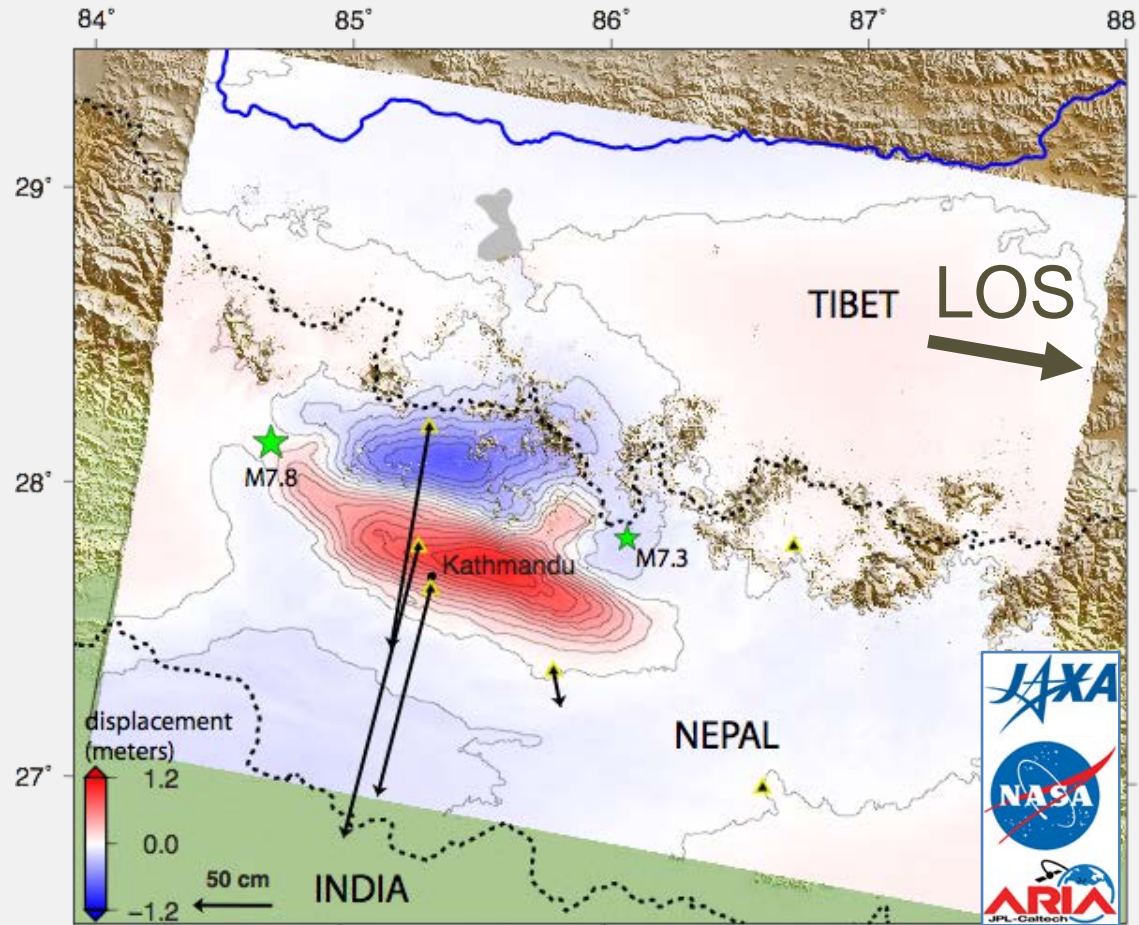 84°
85°
86°
87°
88
29°
28°
27°
TIBET
LOS
M7.8
M7.3
Kathmandu
NEPAL
displacement
(meters)
1.2
0.0
−1.2
50 cm
INDIA
JAXA
NASA
ARIA
JPL-Caltech